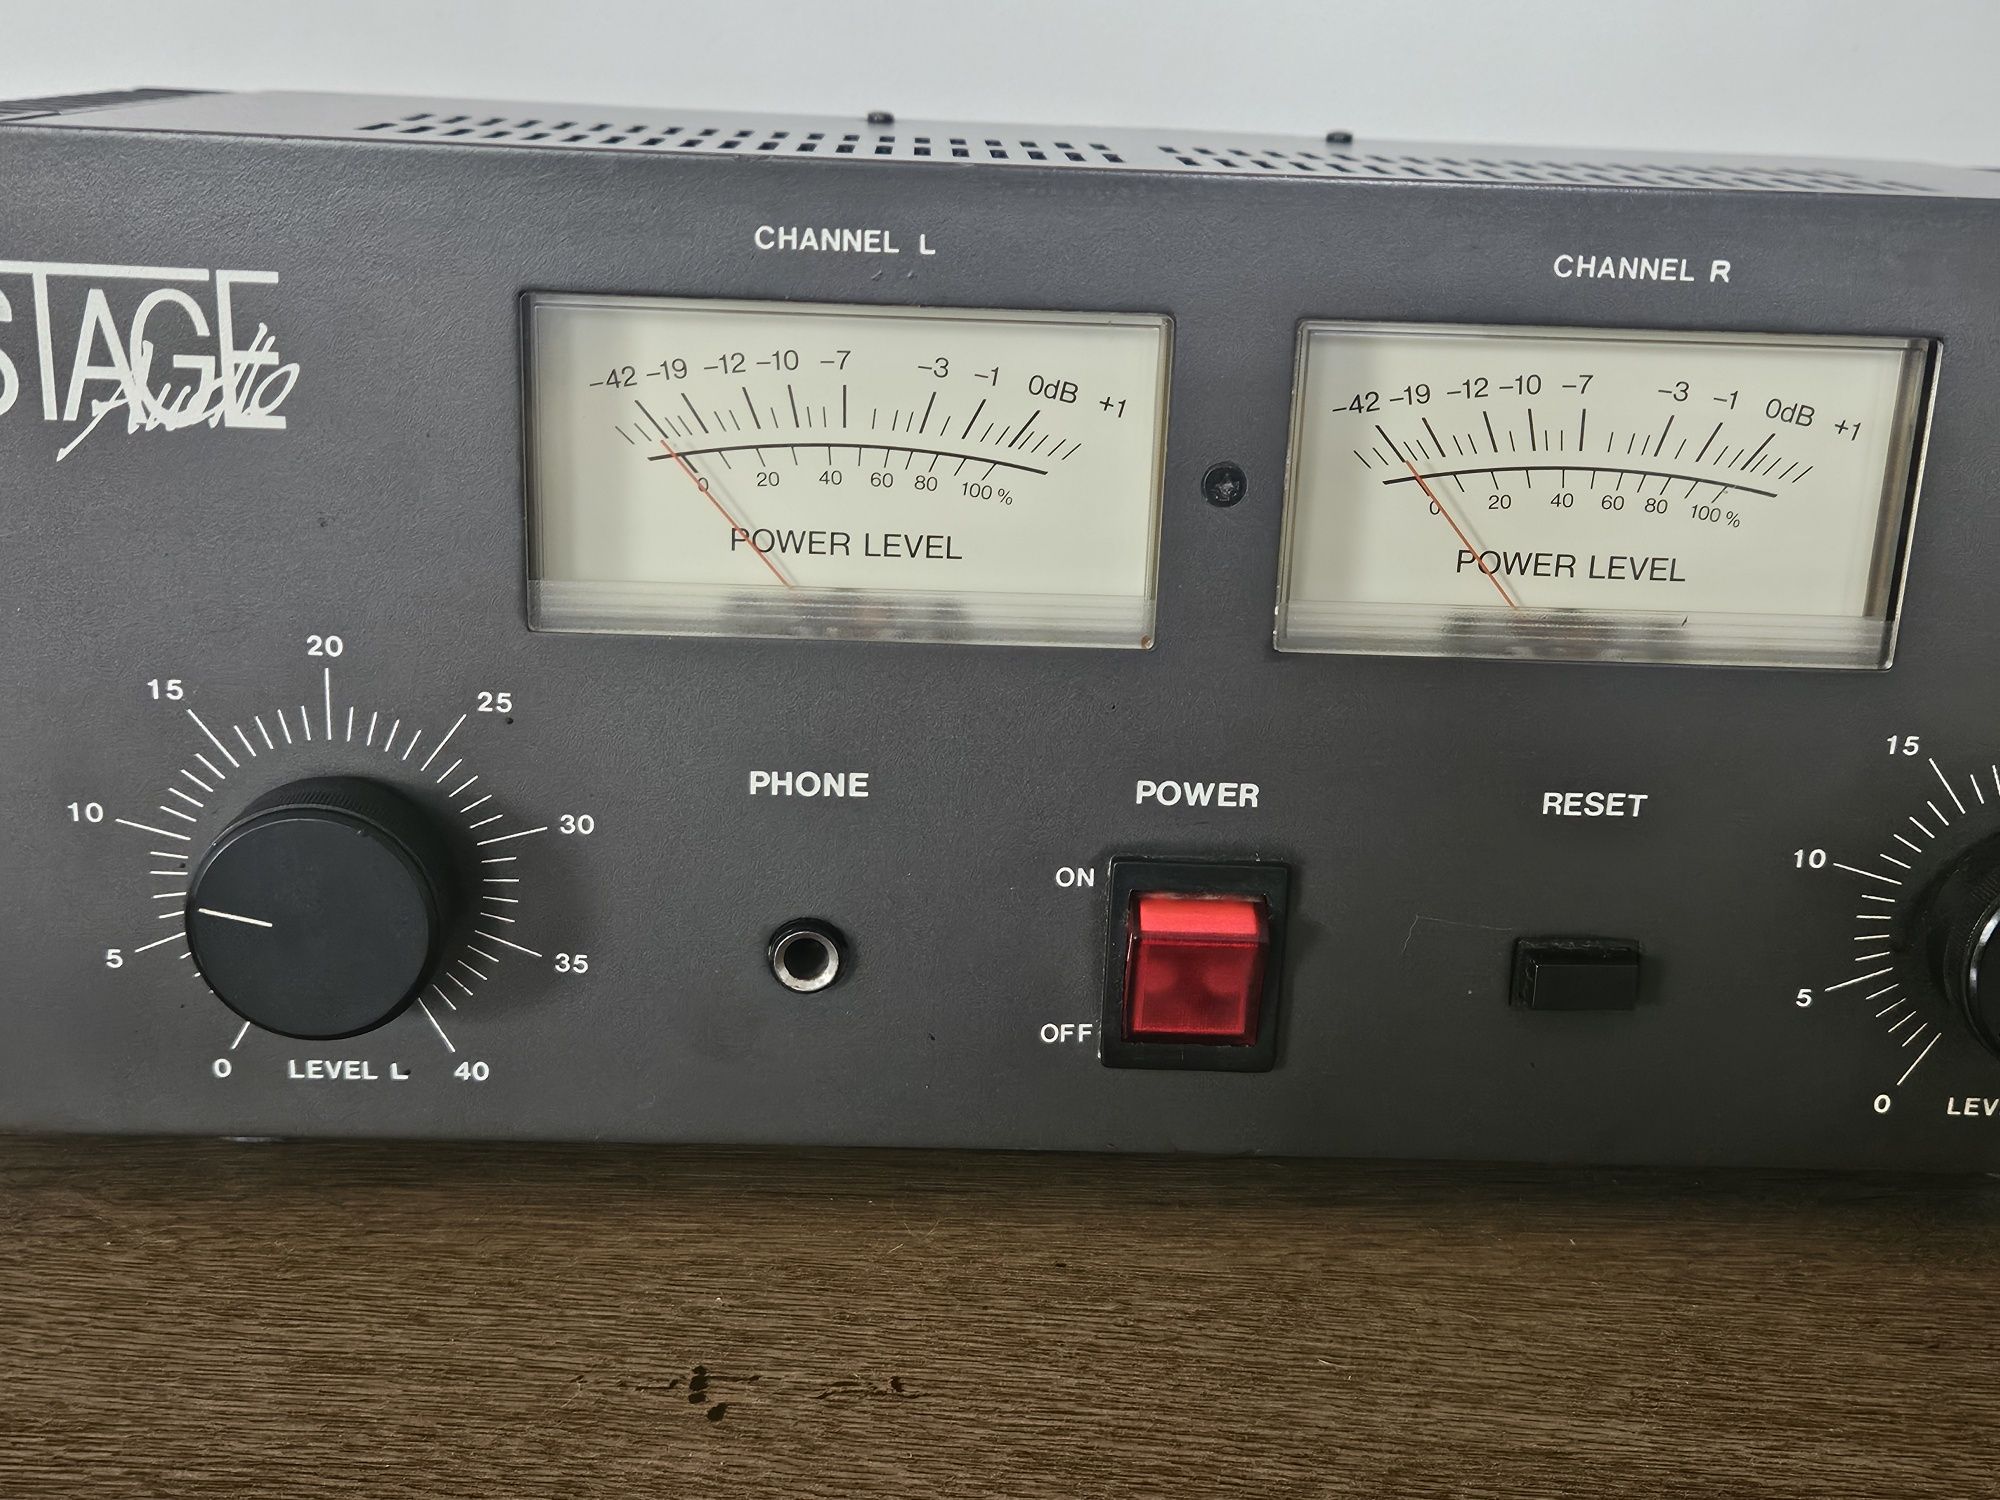 STAGE
Audio
CHANNEL L
CHANNEL R
-42 -19 -12 -10 -7 -3 -1 0dB +1
0 20 40 60 80 100 %
POWER LEVEL
-42 -19 -12 -10 -7 -3 -1 0dB +1
0 20 40 60 80 100 %
POWER LEVEL
0 5 10 15 20 25 30 35 40
LEVEL L
PHONE
POWER
ON
OFF
RESET
0 5 10 15
LEV